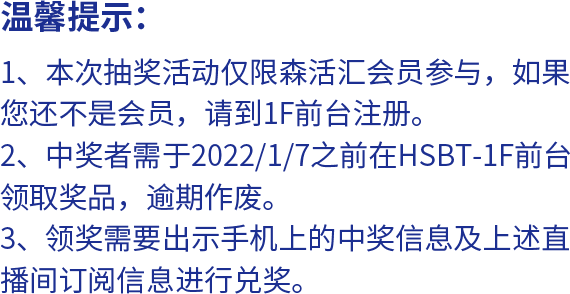 温馨提示：
1、本次抽奖活动仅限森活汇会员参与，如果
您还不是会员，请到1F前台注册。
2、中奖者需于2022/1/7之前在HSBT-1F前台
领取奖品，逾期作废。
3、领奖需要出示手机上的中奖信息及上述直
播间订阅信息进行兑奖。